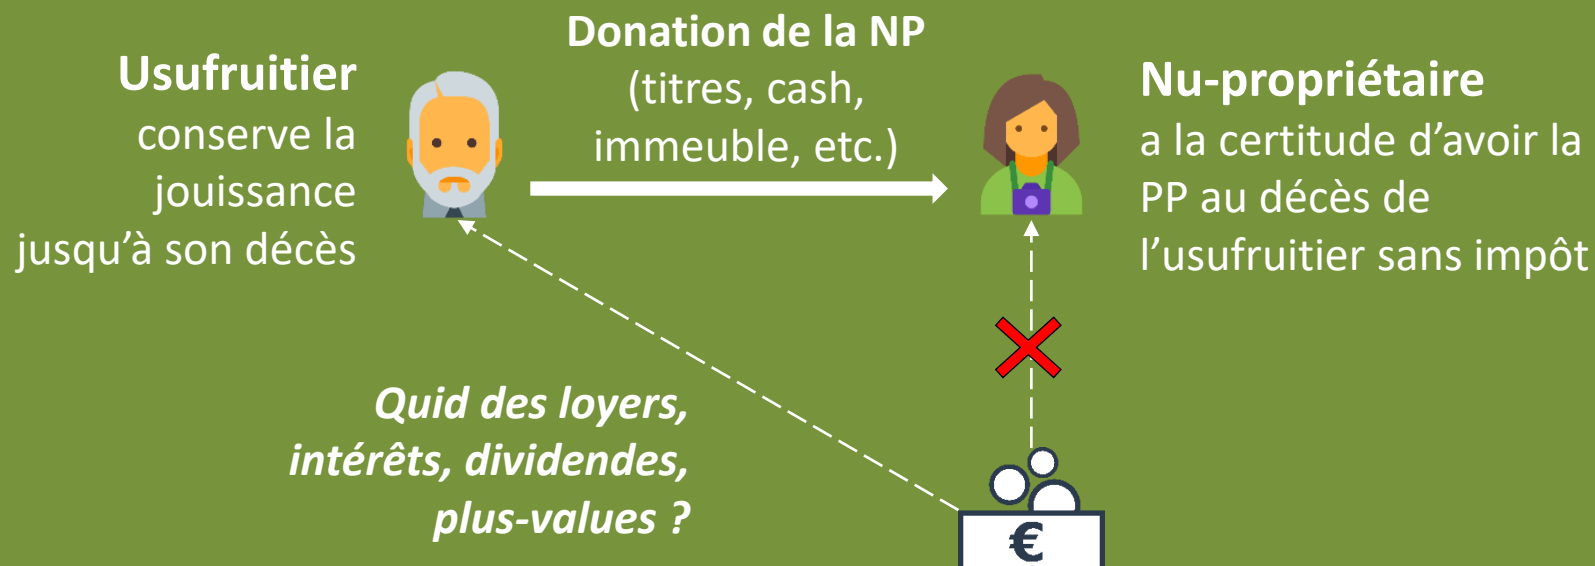 Usufruitier
conserve la
jouissance
jusqu’à son décès
Donation de la NP
(titres, cash,
immeuble, etc.)
Nu-propriétaire
a la certitude d’avoir la
PP au décès de
l’usufruitier sans impôt
Quid des loyers,
intérêts, dividendes,
plus-values ?
€